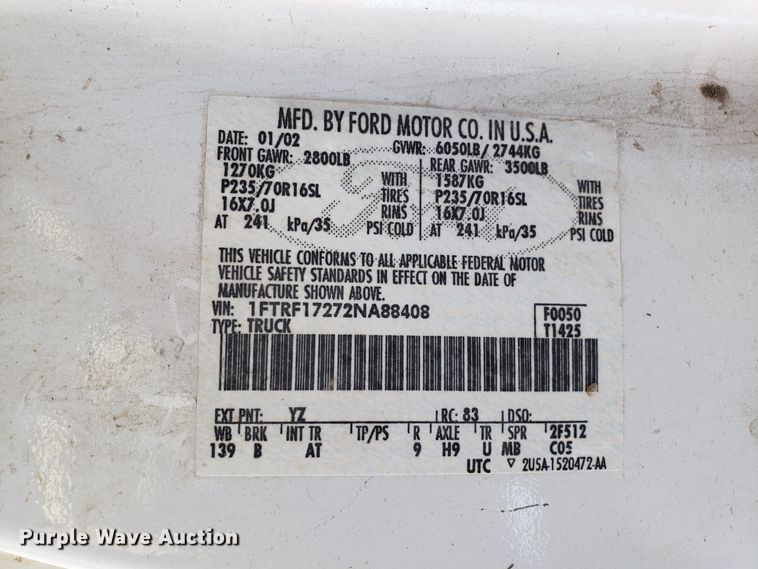 MFD. BY FORD MOTOR CO. IN U.S.A.
DATE: 01/02 GVWR: 6050LB/ 2744KG
FRONT GAWR: 2800LB REAR GAWR: 3500LB
1270KG WITH 1587KG WITH
P235/70R16SL TIRES P235/70R16SL TIRES
16X7.0J RIMS 16X7.0J RIMS
AT 241 kPa/35 PSI COLD AT 241 kPa/35 PSI COLD
THIS VEHICLE CONFORMS TO ALL APPLICABLE FEDERAL MOTOR
VEHICLE SAFETY STANDARDS IN EFFECT ON THE DATE OF
MANUFACTURE SHOWN ABOVE.
VIN: 1FTRF17272NA88408 F0050
TYPE: TRUCK T1425
EXT PNT: YZ RC: 83 DSO:
WB BRK INT TR TP/PS R AXLE TR SPR 2F512
139 B AT 9 H9 U MB C05
UTC ▽ 2U5A-1520472-AA
Purple Wave Auction